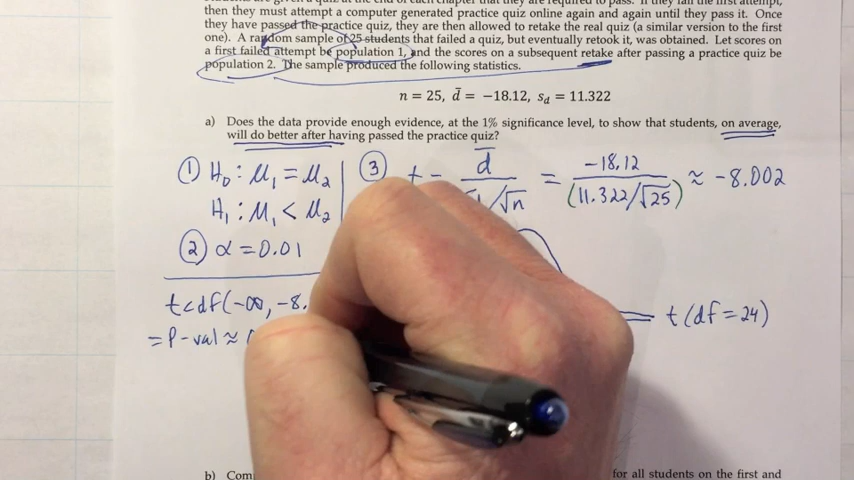 then they must attempt a computer generated practice quiz online again and again until they pass it. Once
they have passed the practice quiz, they are then allowed to retake the real quiz (a similar version to the first
one). A random sample of 25 students that failed a quiz, but eventually retook it, was obtained. Let scores on
a first failed attempt be population 1, and the scores on a subsequent retake after passing a practice quiz be
population 2. The sample produced the following statistics.
n = 25, d̄ = −18.12, s_d = 11.322
a) Does the data provide enough evidence, at the 1% significance level, to show that students, on average,
will do better after having passed the practice quiz?
① H₀ : μ₁ = μ₂
H₁ : μ₁ < μ₂
② α = 0.01
③ t = d̄ /√n = −18.12 / (11.322/√25) ≈ −8.002
tcdf(−∞, −8.
= P-val ≈
t(df=24)
b) for all students on the first and